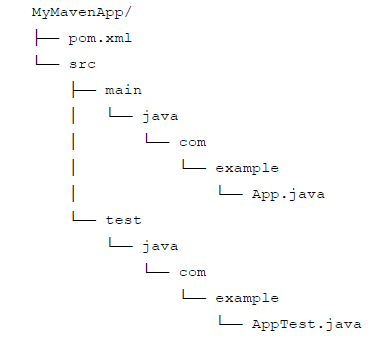 MyMavenApp/
├── pom.xml
└── src
    ├── main
    │   └── java
    │       └── com
    │           └── example
    │               └── App.java
    └── test
        └── java
            └── com
                └── example
                    └── AppTest.java